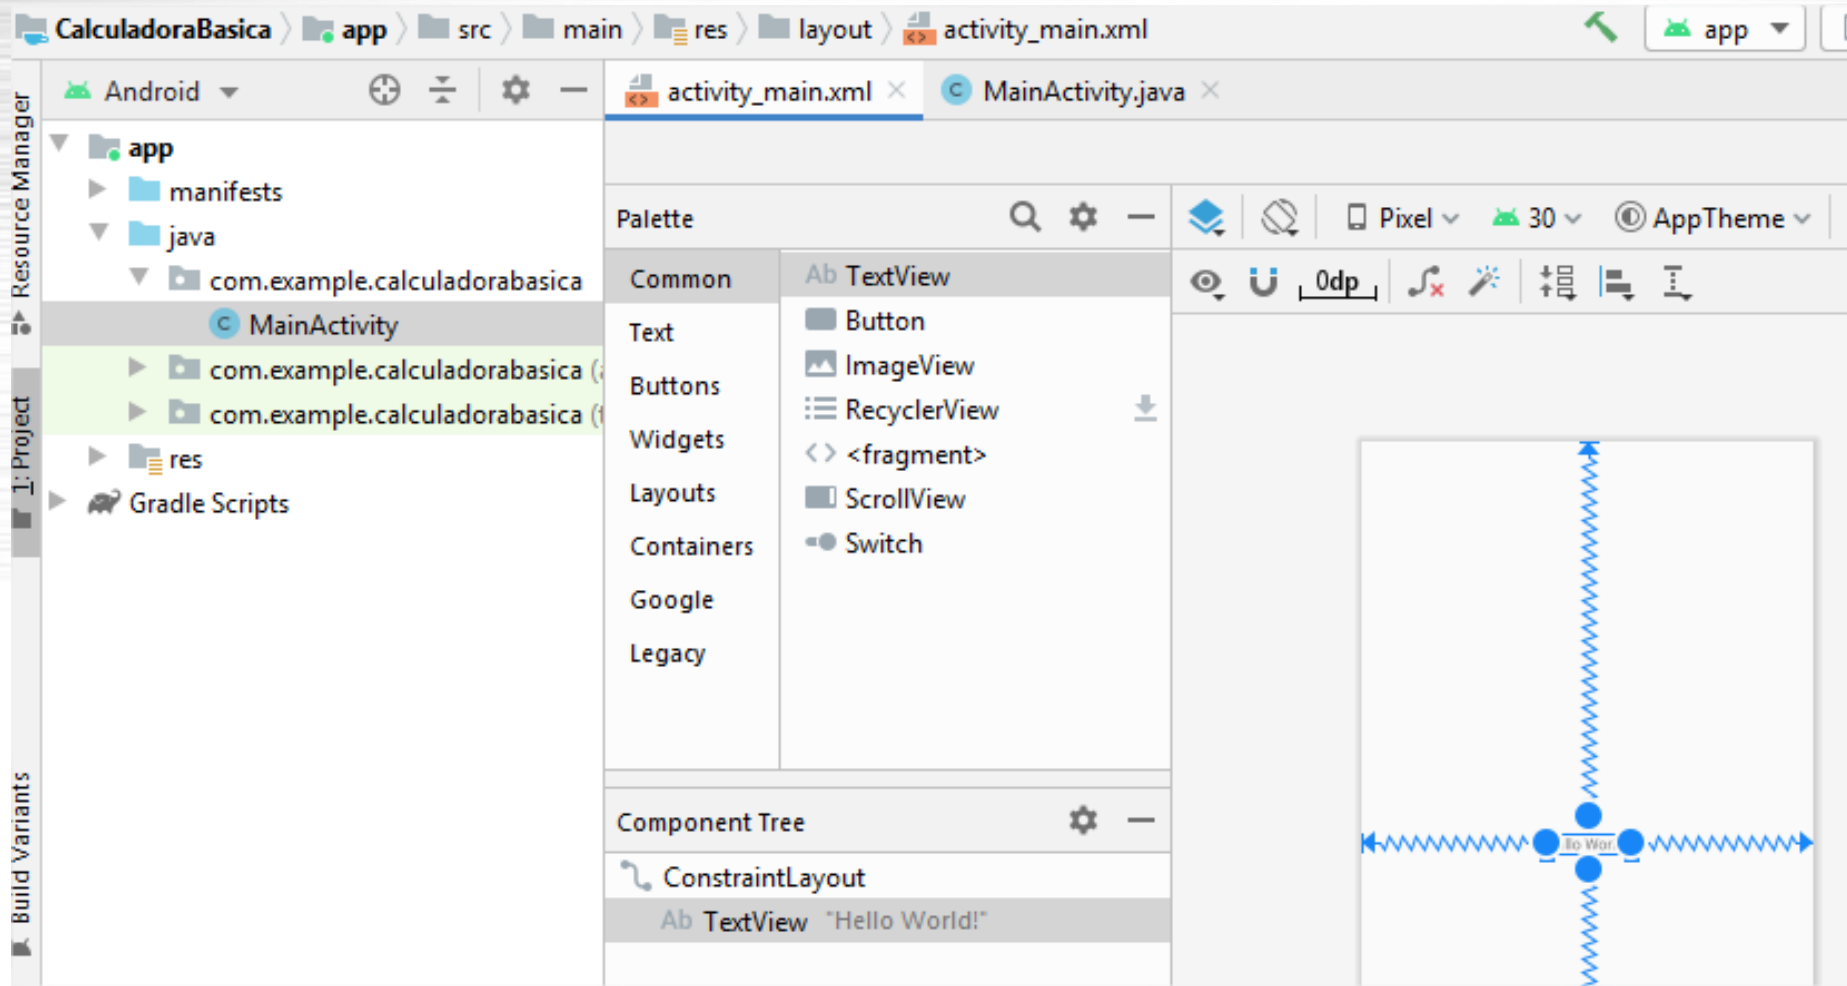 CalculadoraBasica app src main res layout activity_main.xml app
Resource Manager
1: Project
Build Variants
Android
app
manifests
java
com.example.calculadorabasica
MainActivity
com.example.calculadorabasica (
com.example.calculadorabasica (
res
Gradle Scripts
activity_main.xml MainActivity.java
Palette
Common
Text
Buttons
Widgets
Layouts
Containers
Google
Legacy
Ab TextView
Button
ImageView
RecyclerView
<fragment>
ScrollView
Switch
Pixel 30 AppTheme
0dp
Component Tree
ConstraintLayout
Ab TextView "Hello World!"
llo Wor